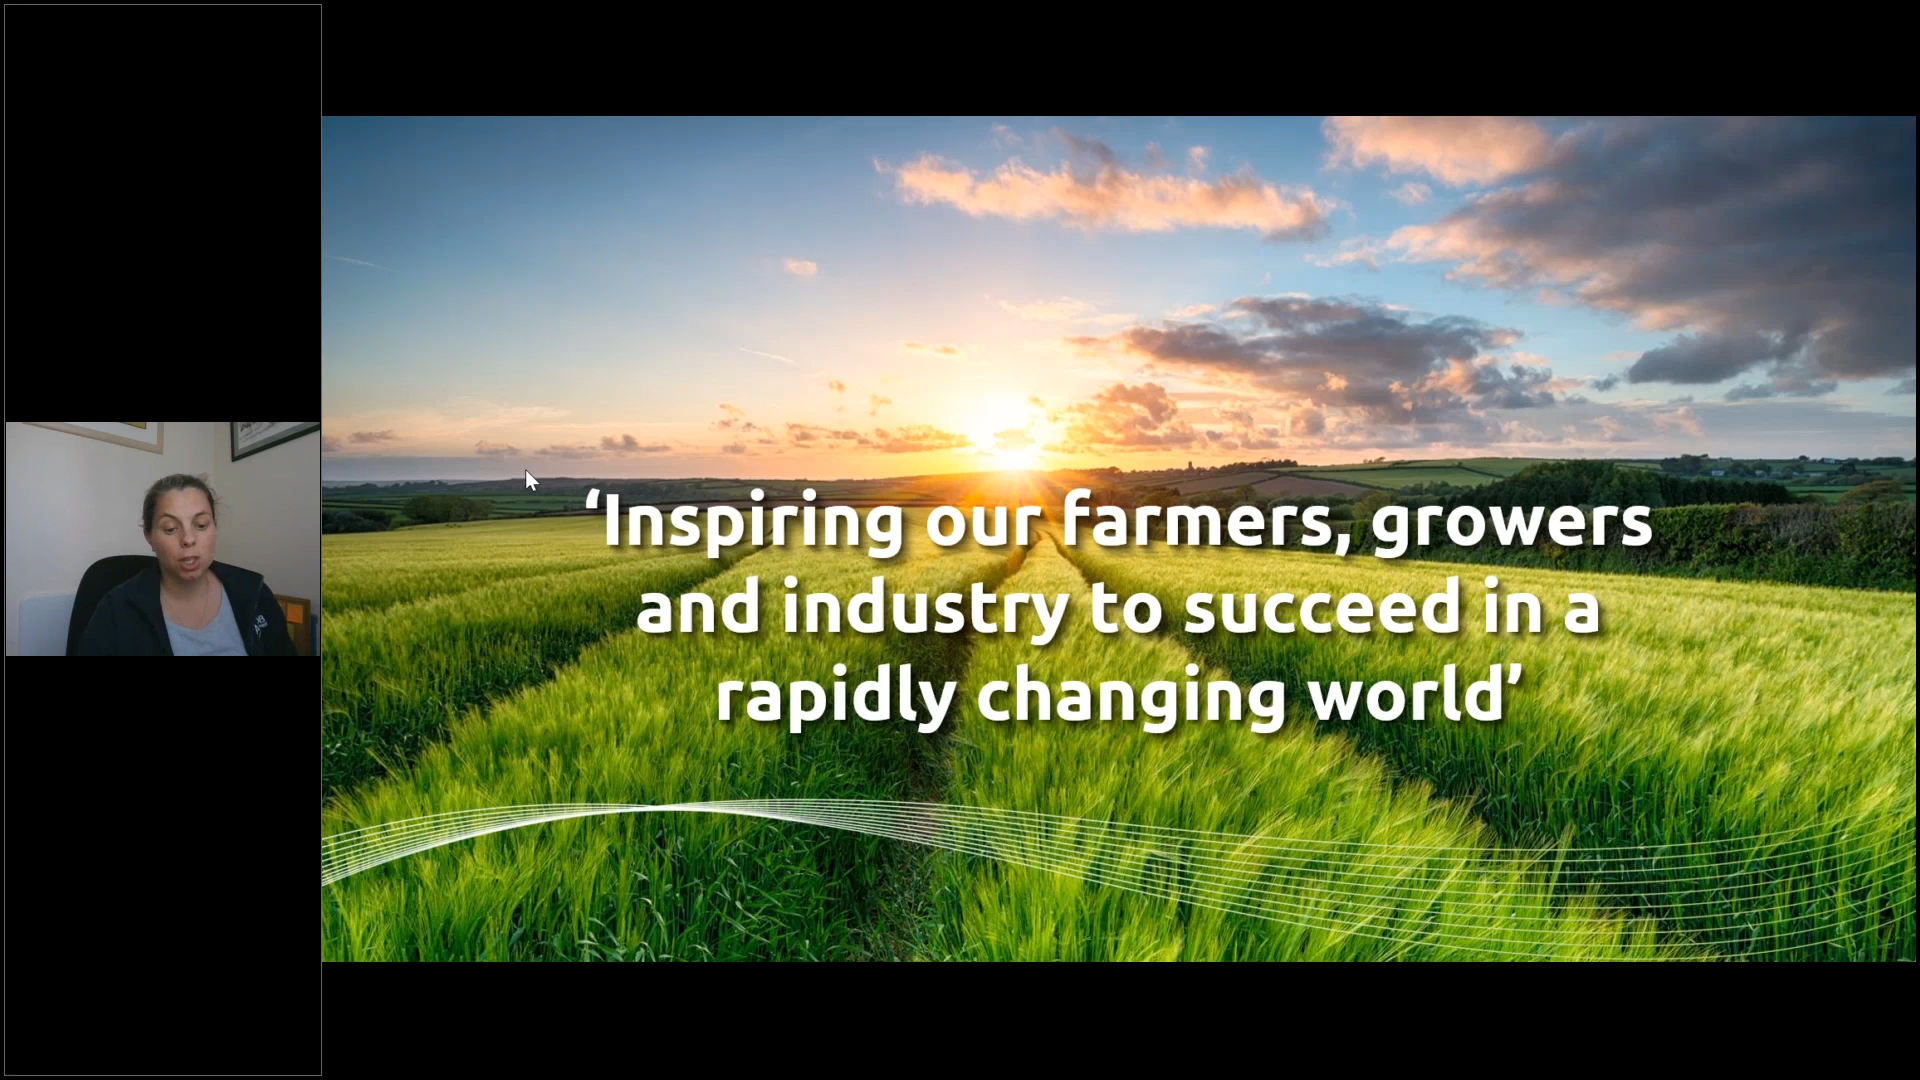 ‘Inspiring our farmers, growers
and industry to succeed in a
rapidly changing world’